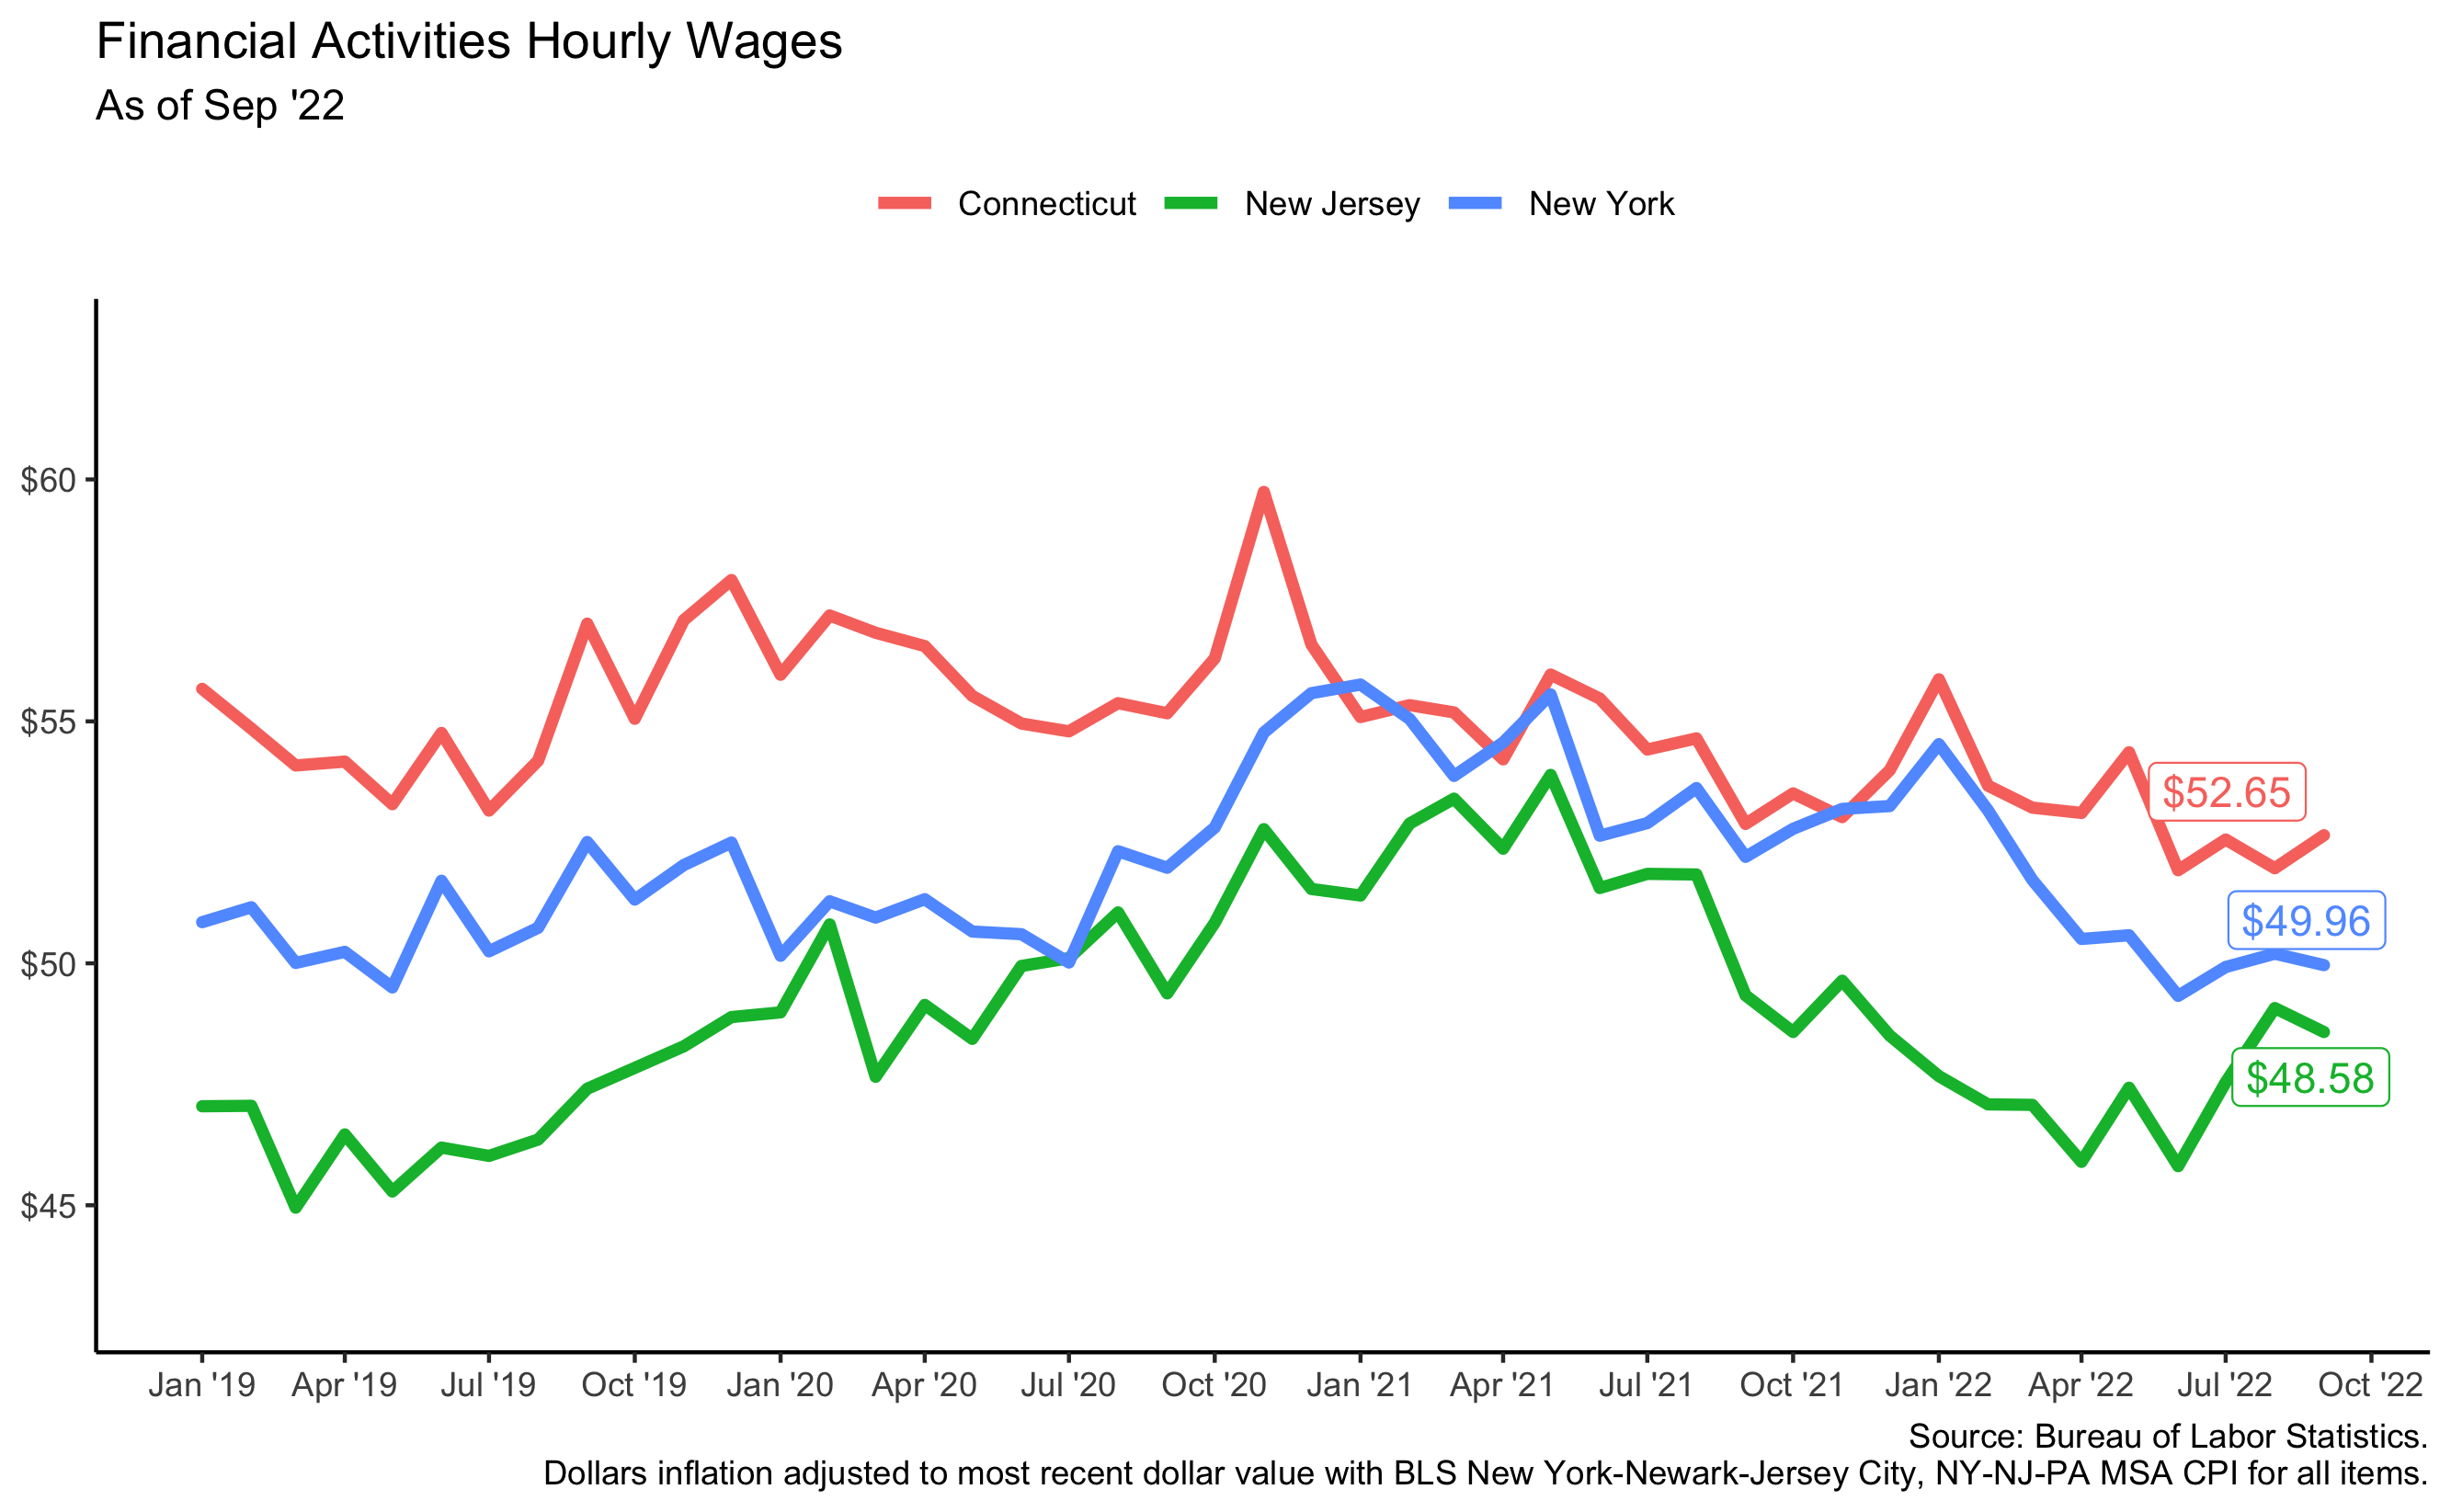 Financial Activities Hourly Wages
As of Sep '22
Connecticut New Jersey New York
$60
$55
$50
$45
$52.65
$49.96
$48.58
Jan '19 Apr '19 Jul '19 Oct '19 Jan '20 Apr '20 Jul '20 Oct '20 Jan '21 Apr '21 Jul '21 Oct '21 Jan '22 Apr '22 Jul '22 Oct '22
Source: Bureau of Labor Statistics.
Dollars inflation adjusted to most recent dollar value with BLS New York-Newark-Jersey City, NY-NJ-PA MSA CPI for all items.